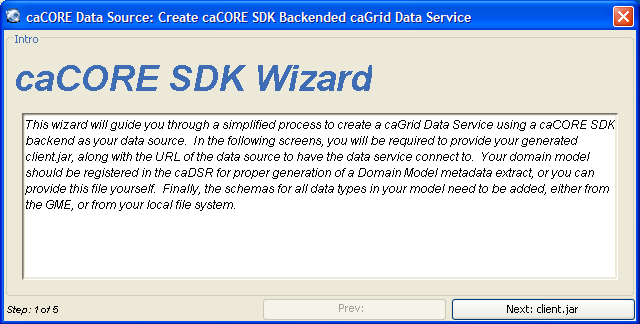 caCORE Data Source: Create caCORE SDK Backended caGrid Data Service
Intro
caCORE SDK Wizard
This wizard will guide you through a simplified process to create a caGrid Data Service using a caCORE SDK
backend as your data source.  In the following screens, you will be required to provide your generated
client.jar, along with the URL of the data source to have the data service connect to.  Your domain model
should be registered in the caDSR for proper generation of a Domain Model metadata extract, or you can
provide this file yourself.  Finally, the schemas for all data types in your model need to be added, either from
the GME, or from your local file system.
Step: 1 of 5
Prev:
Next: client.jar